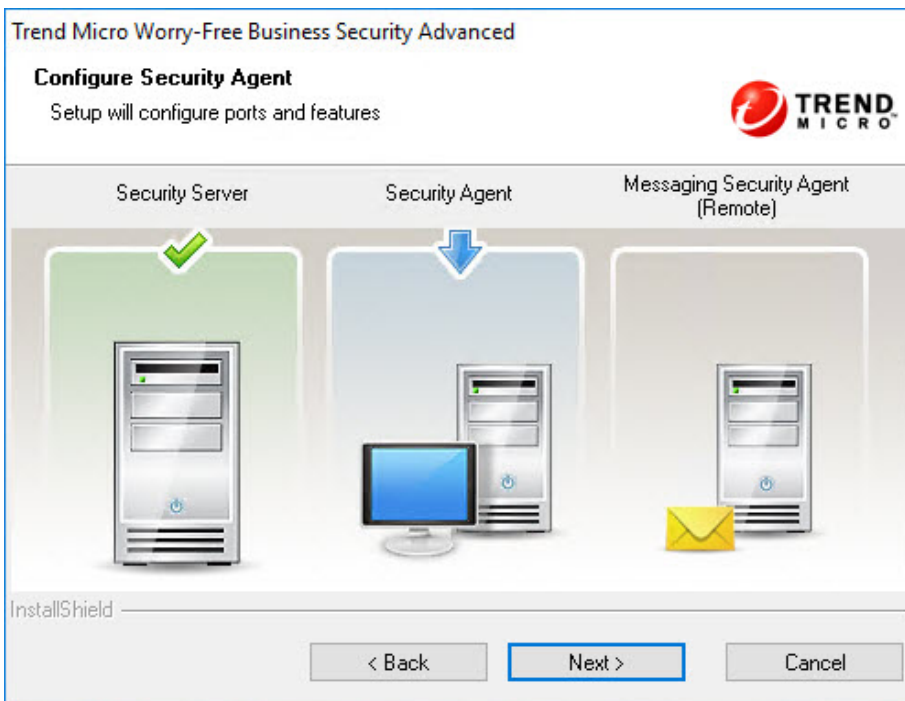 Trend Micro Worry-Free Business Security Advanced
Configure Security Agent
Setup will configure ports and features
TREND
MICRO™
Security Server
Security Agent
Messaging Security Agent
(Remote)
InstallShield
< Back
Next >
Cancel